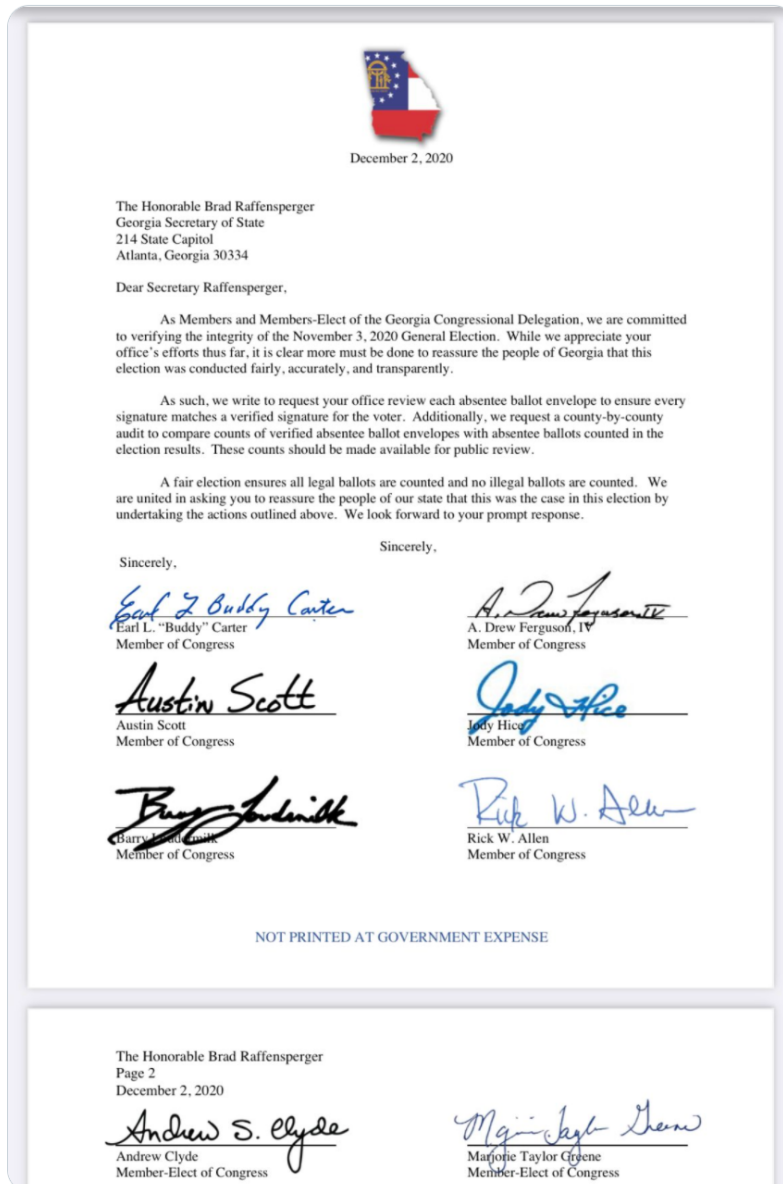 December 2, 2020
The Honorable Brad Raffensperger
Georgia Secretary of State
214 State Capitol
Atlanta, Georgia 30334
Dear Secretary Raffensperger,
As Members and Members-Elect of the Georgia Congressional Delegation, we are committed
to verifying the integrity of the November 3, 2020 General Election.  While we appreciate your
office's efforts thus far, it is clear more must be done to reassure the people of Georgia that this
election was conducted fairly, accurately, and transparently.
As such, we write to request your office review each absentee ballot envelope to ensure every
signature matches a verified signature for the voter.  Additionally, we request a county-by-county
audit to compare counts of verified absentee ballot envelopes with absentee ballots counted in the
election results.  These counts should be made available for public review.
A fair election ensures all legal ballots are counted and no illegal ballots are counted.  We
are united in asking you to reassure the people of our state that this was the case in this election by
undertaking the actions outlined above.  We look forward to your prompt response.
Sincerely,
Sincerely,
Earl L Buddy Carter
A. Drew Ferguson IV
Earl L. "Buddy" Carter
A. Drew Ferguson, IV
Member of Congress
Member of Congress
Austin Scott
Jody Hice
Austin Scott
Jody Hice
Member of Congress
Member of Congress
Barry Loudermilk
Rick W. Allen
Barry Loudermilk
Rick W. Allen
Member of Congress
Member of Congress
NOT PRINTED AT GOVERNMENT EXPENSE
The Honorable Brad Raffensperger
Page 2
December 2, 2020
Andrew S. Clyde
Marjorie Taylor Greene
Andrew Clyde
Marjorie Taylor Greene
Member-Elect of Congress
Member-Elect of Congress